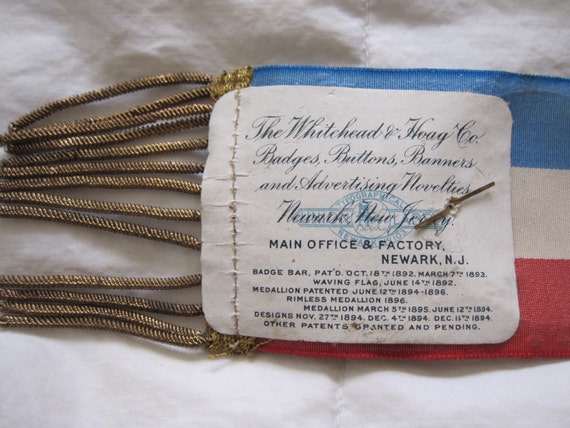 The Whitehead & Hoag Co.
Badges, Buttons, Banners
and Advertising Novelties
Newark, New Jersey.
MAIN OFFICE & FACTORY,
NEWARK, N.J.
BADGE BAR, PAT'D. OCT. 18TH 1892, MARCH 7TH 1893.
WAVING FLAG, JUNE 14TH 1892.
MEDALLION PATENTED JUNE 12TH 1894-1896.
RIMLESS MEDALLION 1896.
MEDALLION MARCH 5TH 1895. JUNE 12TH 1894.
DESIGNS NOV. 27TH 1894. DEC. 4TH 1894. DEC. 11TH 1894.
OTHER PATENTS GRANTED AND PENDING.